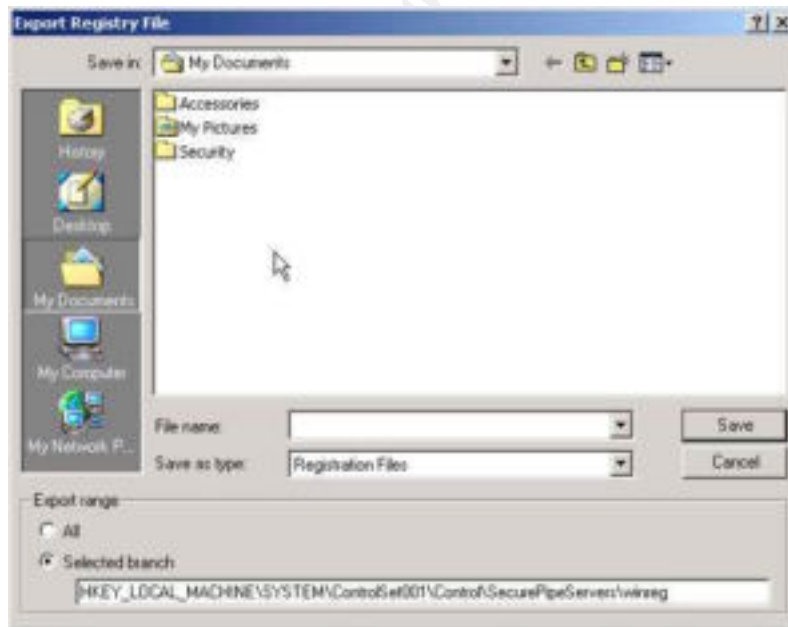 Export Registry File
Save in: My Documents
Accessories
My Pictures
Security
History
Desktop
My Documents
My Computer
My Network P...
File name:
Save as type: Registration Files
Save
Cancel
Export range
All
Selected branch
HKEY_LOCAL_MACHINE\SYSTEM\ControlSet001\Control\SecurePipeServers\winreg